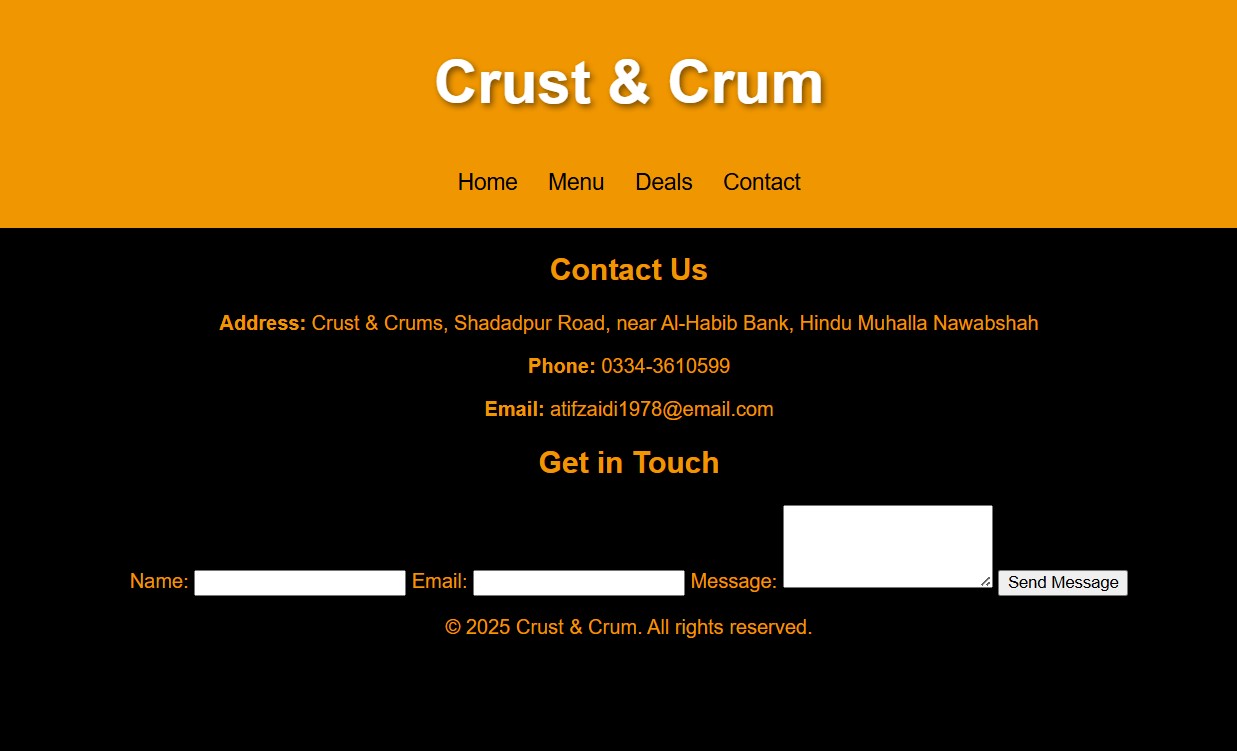 Crust & Crum
Home Menu Deals Contact
Contact Us
Address: Crust & Crums, Shadadpur Road, near Al-Habib Bank, Hindu Muhalla Nawabshah
Phone: 0334-3610599
Email: atifzaidi1978@email.com
Get in Touch
Name: Email: Message: Send Message
© 2025 Crust & Crum. All rights reserved.